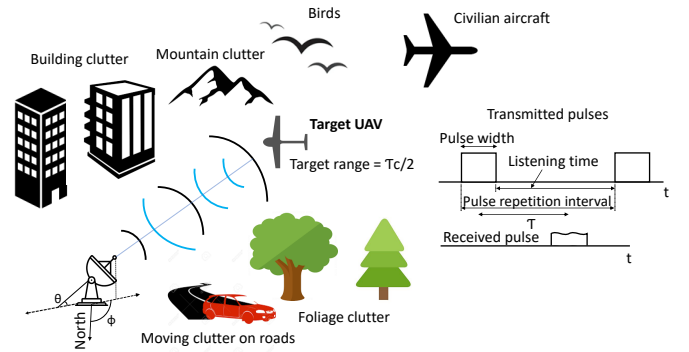 Birds
Civilian aircraft
Building clutter
Mountain clutter
Target UAV
Target range = Ƭc/2
Transmitted pulses
Pulse width
Listening time
t
Pulse repetition interval
Ƭ
Received pulse
t
θ
North
ϕ
Foliage clutter
Moving clutter on roads